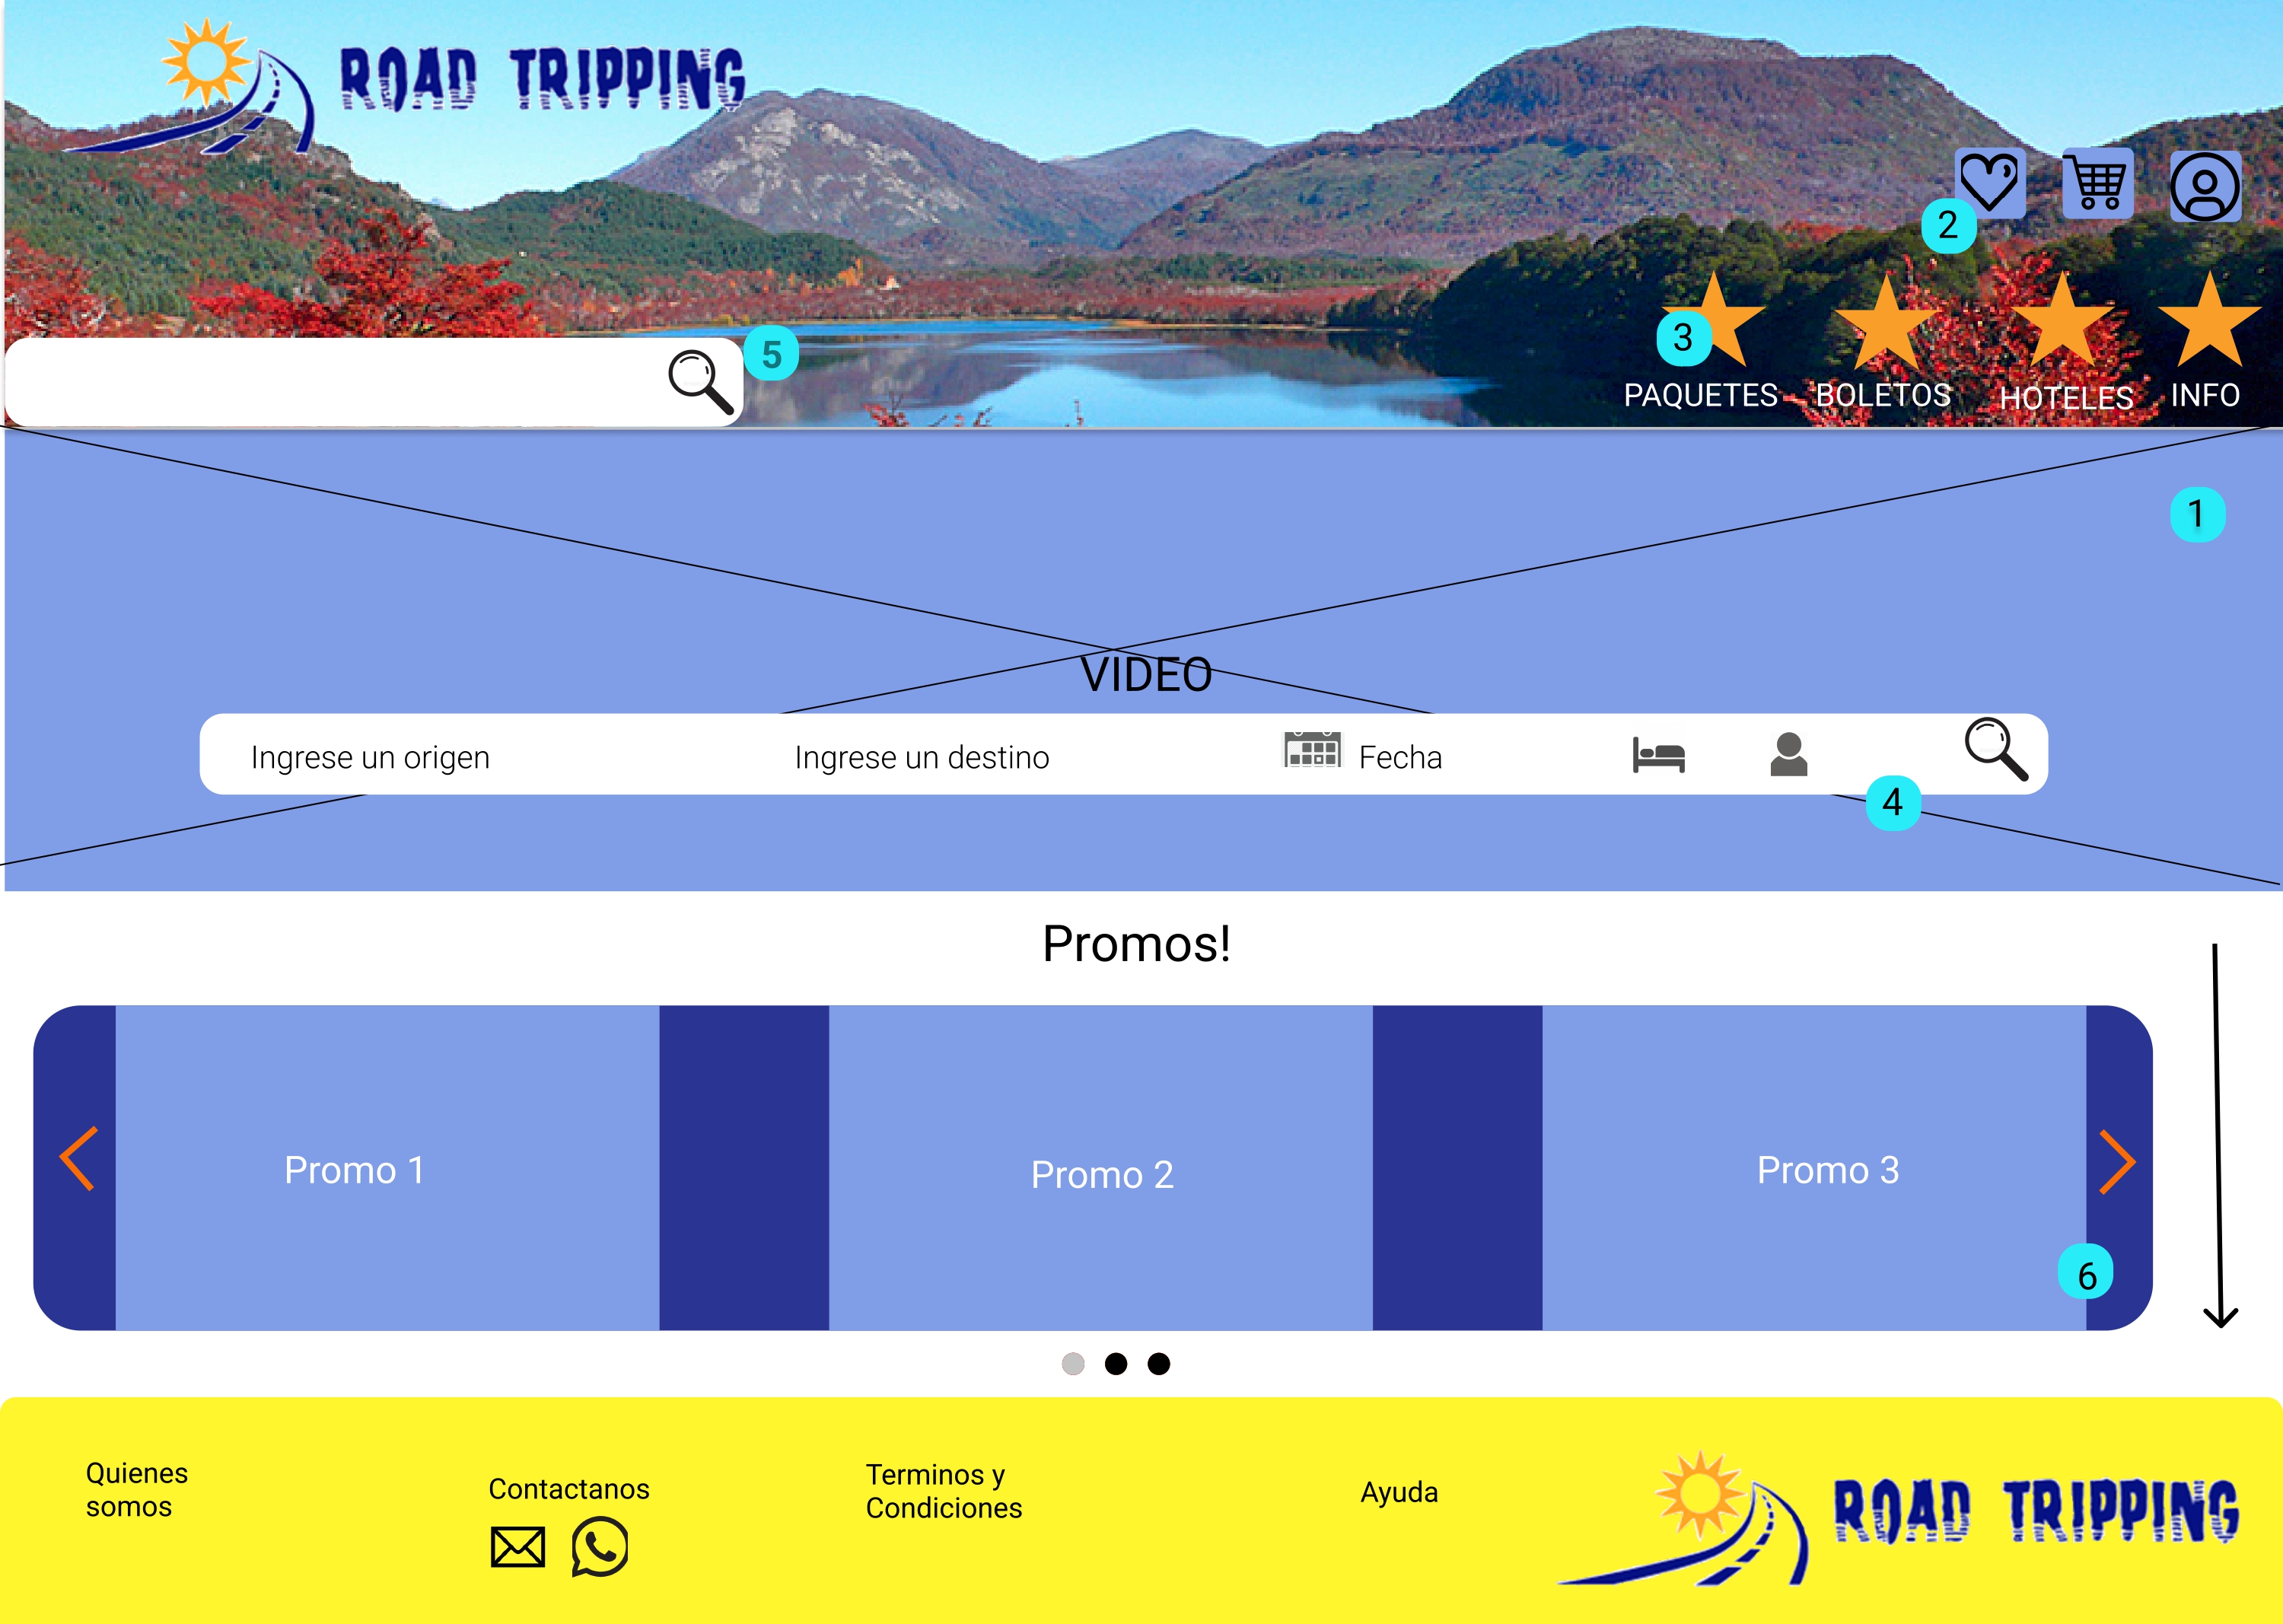 ROAD TRIPPING
2
3
PAQUETES
BOLETOS
HOTELES
INFO
5
1
VIDEO
Ingrese un origen
Ingrese un destino
Fecha
4
Promos!
Promo 1
Promo 2
Promo 3
6
Quienes
somos
Contactanos
Terminos y
Condiciones
Ayuda
ROAD TRIPPING